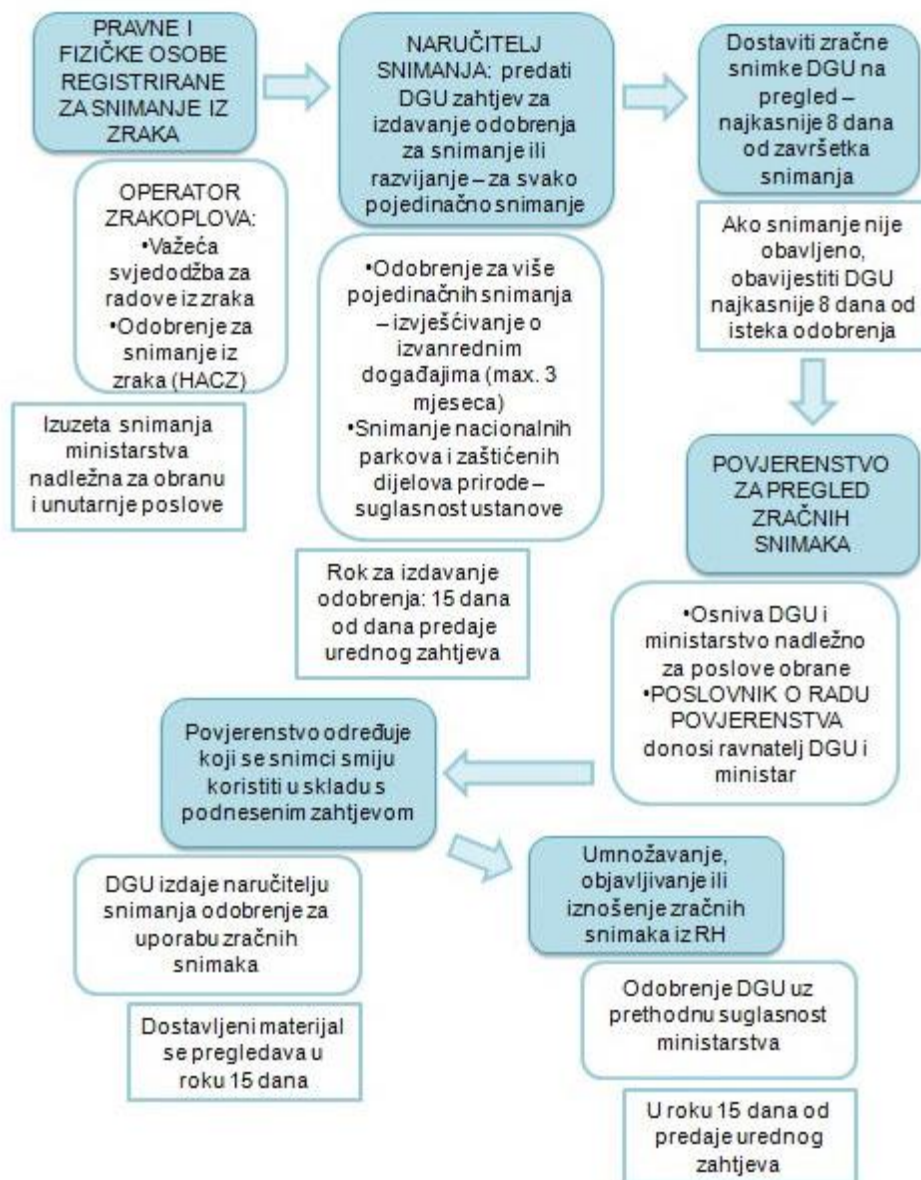 PRAVNE I
FIZIČKE OSOBE
REGISTRIRANE
ZA SNIMANJE IZ
ZRAKA
OPERATOR
ZRAKOPLOVA:
•Važeća
svjedodžba za
radove iz zraka
•Odobrenje za
snimanje iz
zraka (HACZ)
Izuzeta snimanja
ministarstva
nadležna za obranu
i unutarnje poslove
NARUČITELJ
SNIMANJA: predati
DGU zahtjev za
izdavanje odobrenja
za snimanje ili
razvijanje – za svako
pojedinačno snimanje
•Odobrenje za više
pojedinačnih snimanja
– izvješćivanje o
izvanrednim
događajima (max. 3
mjeseca)
•Snimanje nacionalnih
parkova i zaštićenih
dijelova prirode –
suglasnost ustanove
Rok za izdavanje
odobrenja: 15 dana
od dana predaje
urednog zahtjeva
Dostaviti zračne
snimke DGU na
pregled –
najkasnije 8 dana
od završetka
snimanja
Ako snimanje nije
obavljeno,
obavijestiti DGU
najkasnije 8 dana od
isteka odobrenja
POVJERENSTVO
ZA PREGLED
ZRAČNIH
SNIMAKA
•Osniva DGU i
ministarstvo nadležno
za poslove obrane
•POSLOVNIK O RADU
POVJERENSTVA
donosi ravnatelj DGU i
ministar
Povjerenstvo određuje
koji se snimci smiju
koristiti u skladu s
podnesenim zahtjevom
DGU izdaje naručitelju
snimanja odobrenje za
uporabu zračnih
snimaka
Dostavljeni materijal
se pregledava u
roku 15 dana
Umnožavanje,
objavljivanje ili
iznošenje zračnih
snimaka iz RH
Odobrenje DGU uz
prethodnu suglasnost
ministarstva
U roku 15 dana od
predaje urednog
zahtjeva